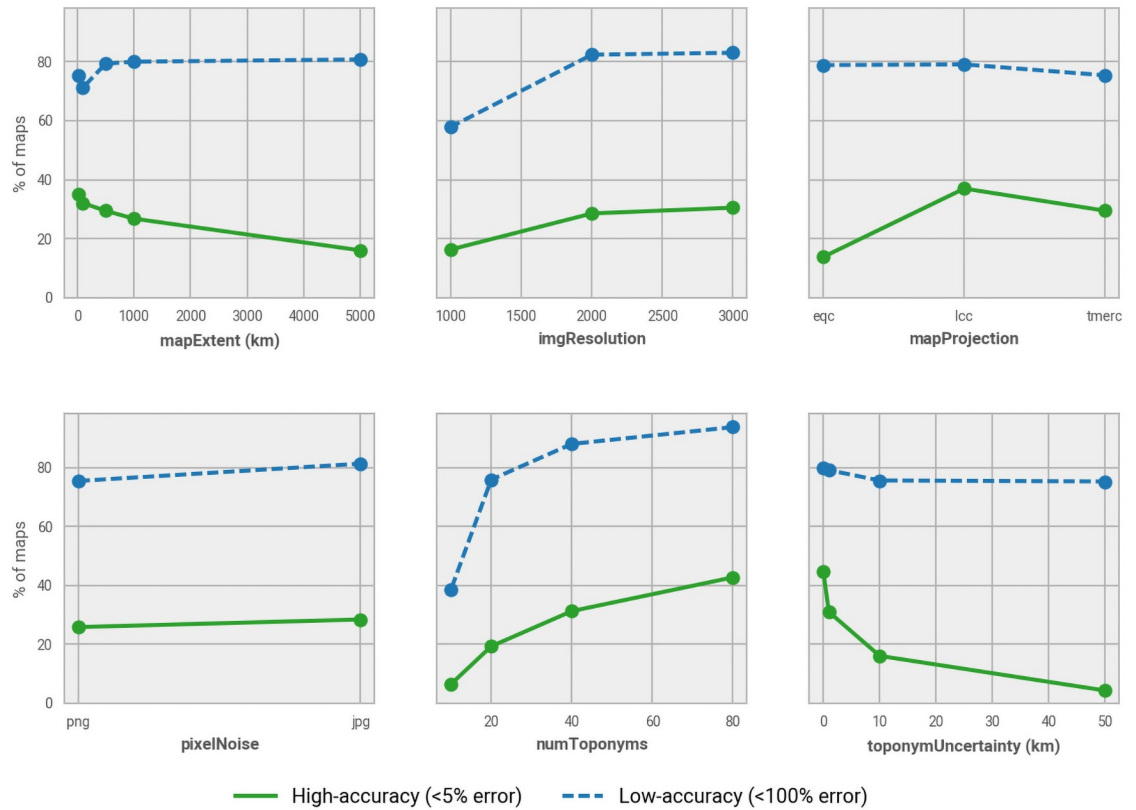 80
60
40
20
0
% of maps
0 1000 2000 3000 4000 5000
mapExtent (km)
1000 1500 2000 2500 3000
imgResolution
eqc lcc tmerc
mapProjection
80
60
40
20
0
% of maps
png jpg
pixelNoise
20 40 60 80
numToponyms
0 10 20 30 40 50
toponymUncertainty (km)
High-accuracy (<5% error) Low-accuracy (<100% error)